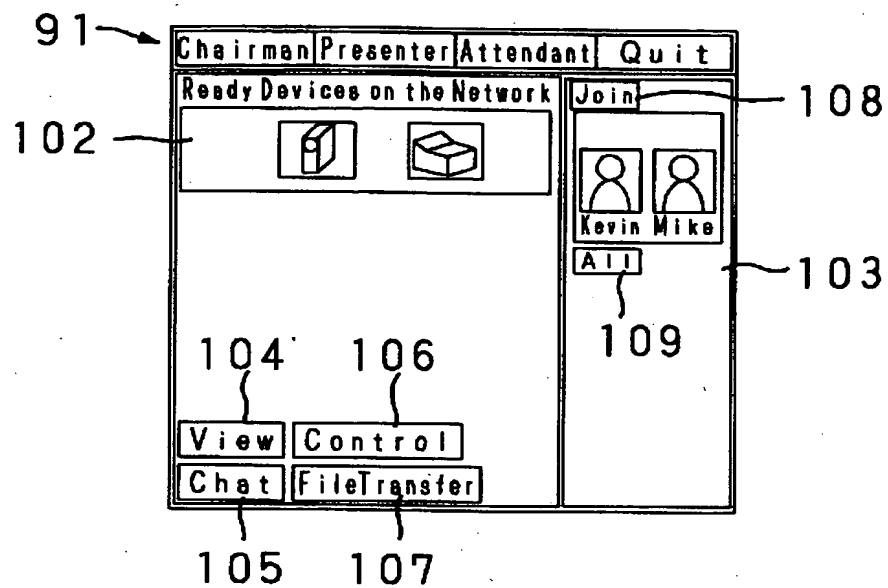 91
Chairman Presenter Attendant Quit
Ready Devices on the Network
Join
108
102
Kevin Mike
All
103
109
104 106
View Control
Chat FileTransfer
105 107